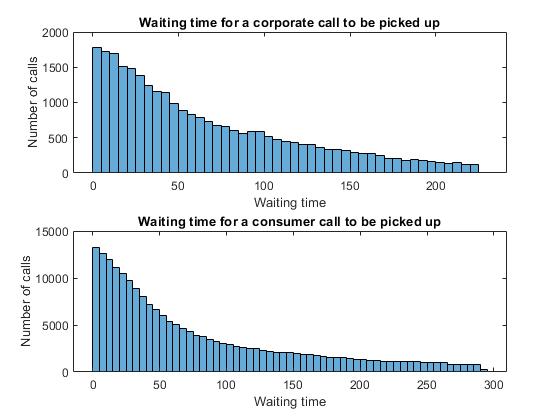 Waiting time for a corporate call to be picked up
2000
1500
1000
500
0
Number of calls
0 50 100 150 200
Waiting time
Waiting time for a consumer call to be picked up
15000
10000
5000
0
Number of calls
0 50 100 150 200 250 300
Waiting time